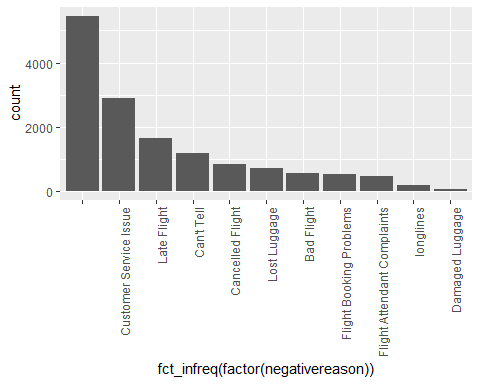 4000
2000
0
count
Customer Service Issue
Late Flight
Can't Tell
Cancelled Flight
Lost Luggage
Bad Flight
Flight Booking Problems
Flight Attendant Complaints
longlines
Damaged Luggage
fct_infreq(factor(negativereason))